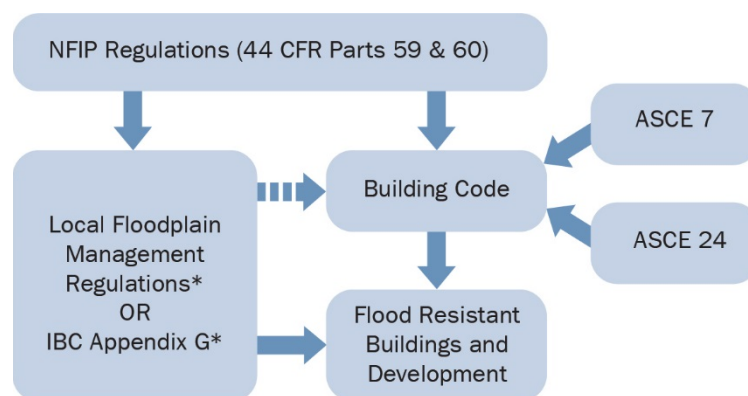 NFIP Regulations (44 CFR Parts 59 & 60)
ASCE 7
Building Code
Local Floodplain
Management
Regulations*
OR
IBC Appendix G*
ASCE 24
Flood Resistant
Buildings and
Development